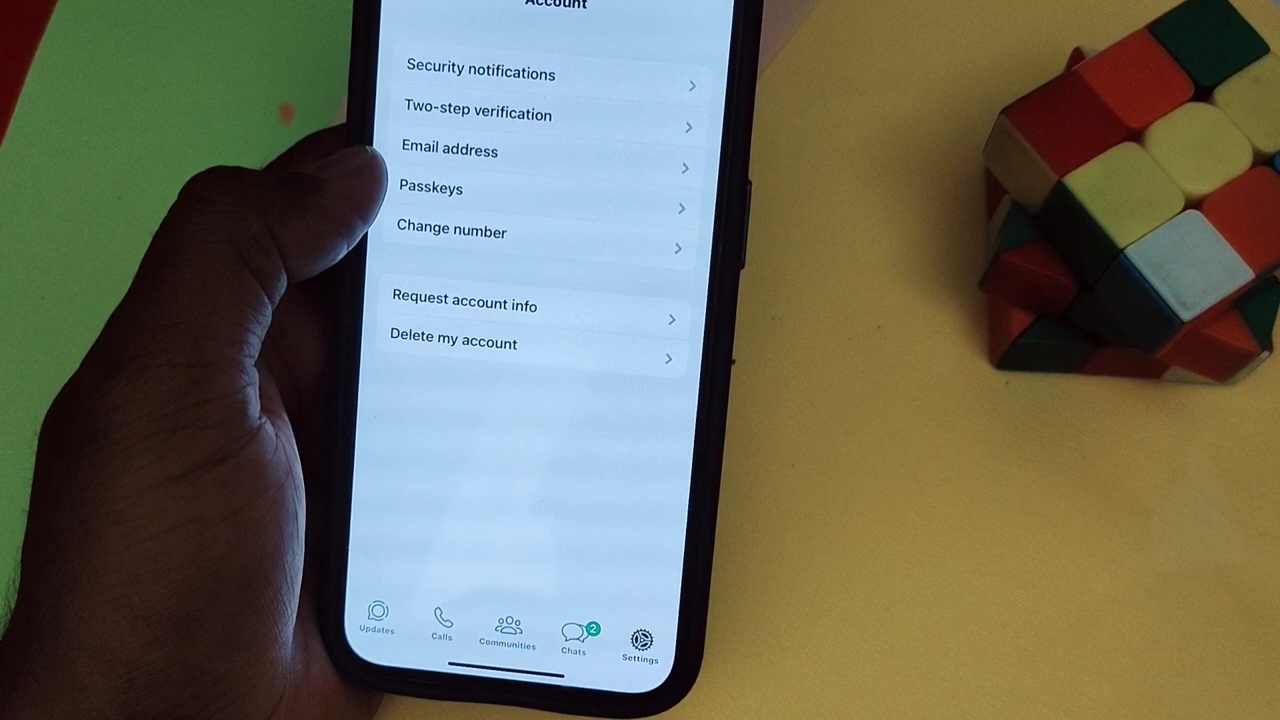 Account
Security notifications
Two-step verification
Email address
Passkeys
Change number
Request account info
Delete my account
Updates
Calls
Communities
2
Chats
Settings